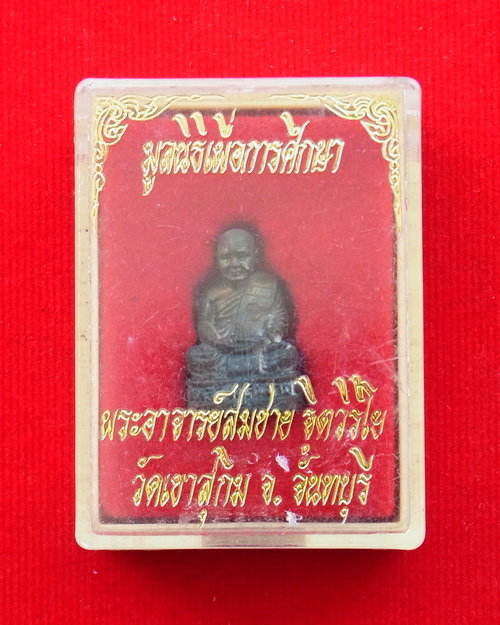 มูลนิธิเพื่อการศึกษา
พระอาจารย์สมชาย ฐิตวิริโย
วัดเขาสุกิม จ. จันทบุรี